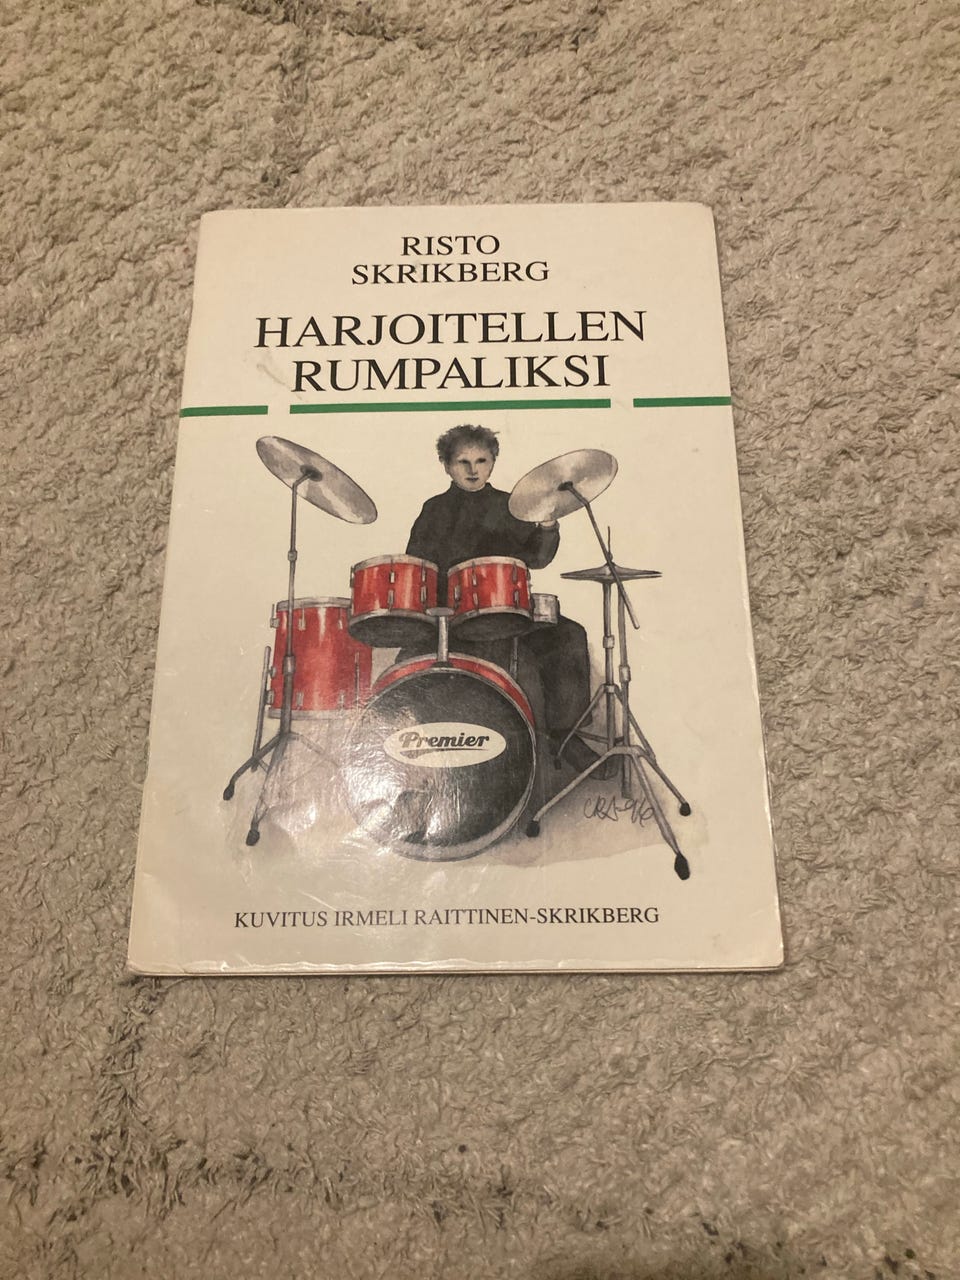 RISTO
SKRIKBERG
HARJOITELLEN
RUMPALIKSI
Premier
KUVITUS IRMELI RAITTINEN-SKRIKBERG